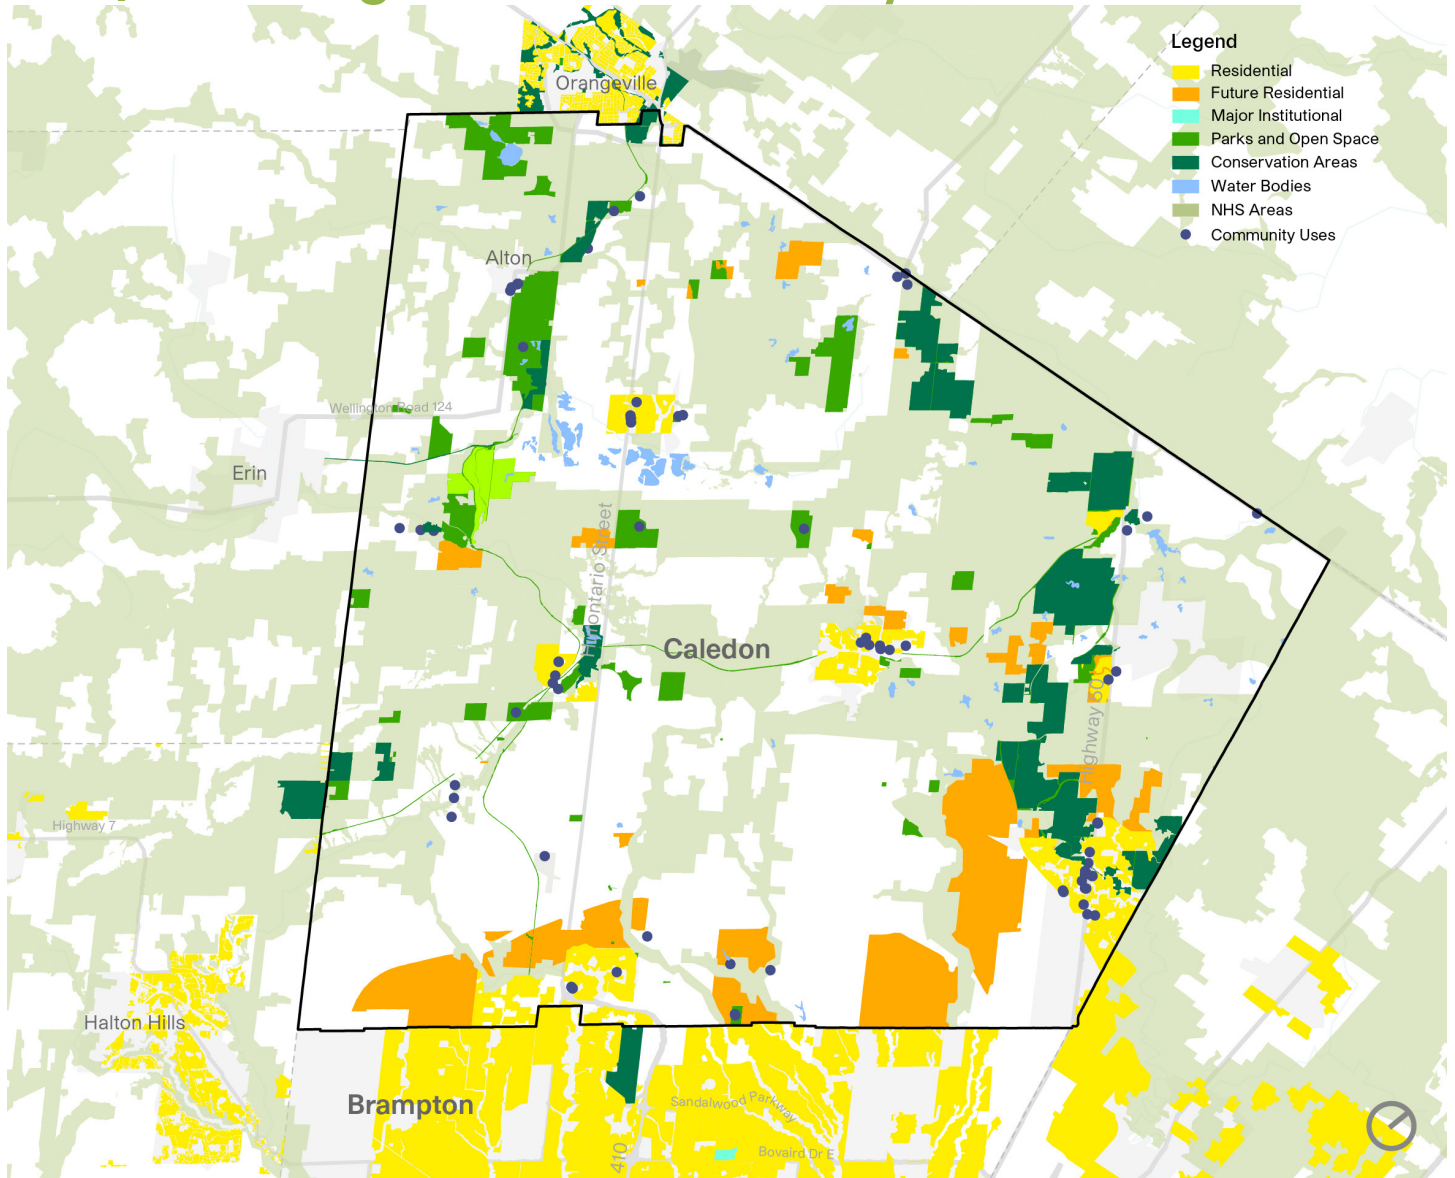 Orangeville
Legend
Residential
Future Residential
Major Institutional
Parks and Open Space
Conservation Areas
Water Bodies
NHS Areas
Community Uses
Alton
Wellington Road 124
Erin
Hurontario Street
Caledon
Highway 50
Highway 7
Halton Hills
Brampton
Sandalwood Parkway
Bovaird Dr E
410